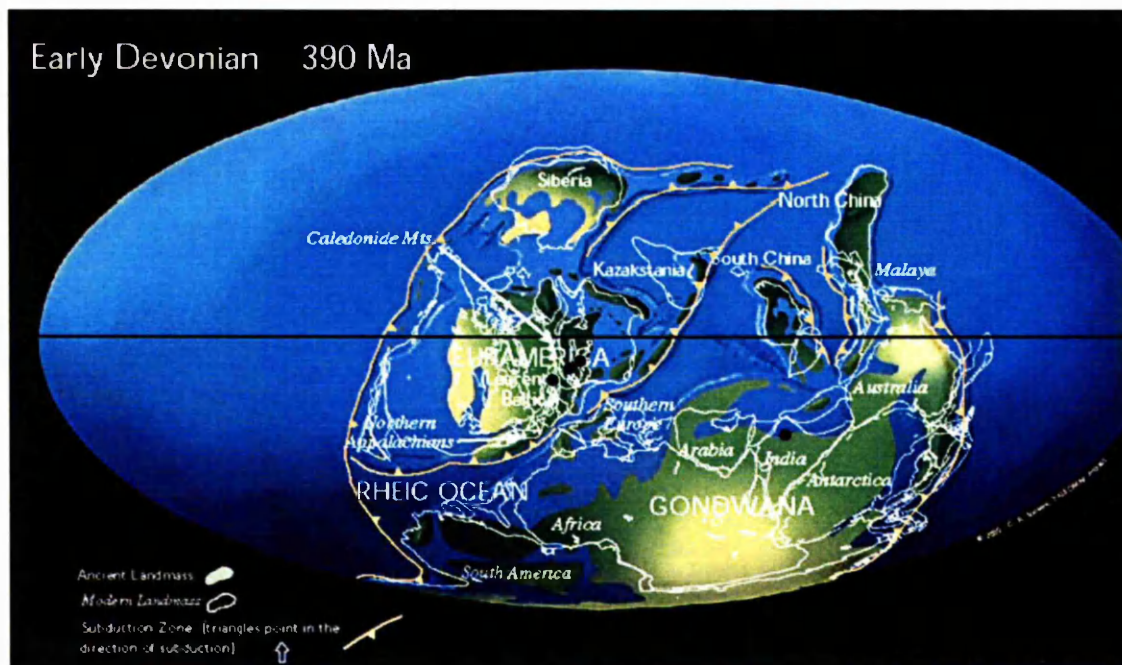 Early Devonian 390 Ma
Siberia
North China
Caledonide Mts.
Kazakstania
South China
Malaya
EURAMERICA
Laurentia
Baltica
Australia
Northern
Appalachians
Southern
Europe
Arabia
India
Antarctica
RHEIC OCEAN
GONDWANA
Africa
South America
Ancient Landmass
Modern Landmass
Subduction Zone (triangles point in the
direction of subduction)